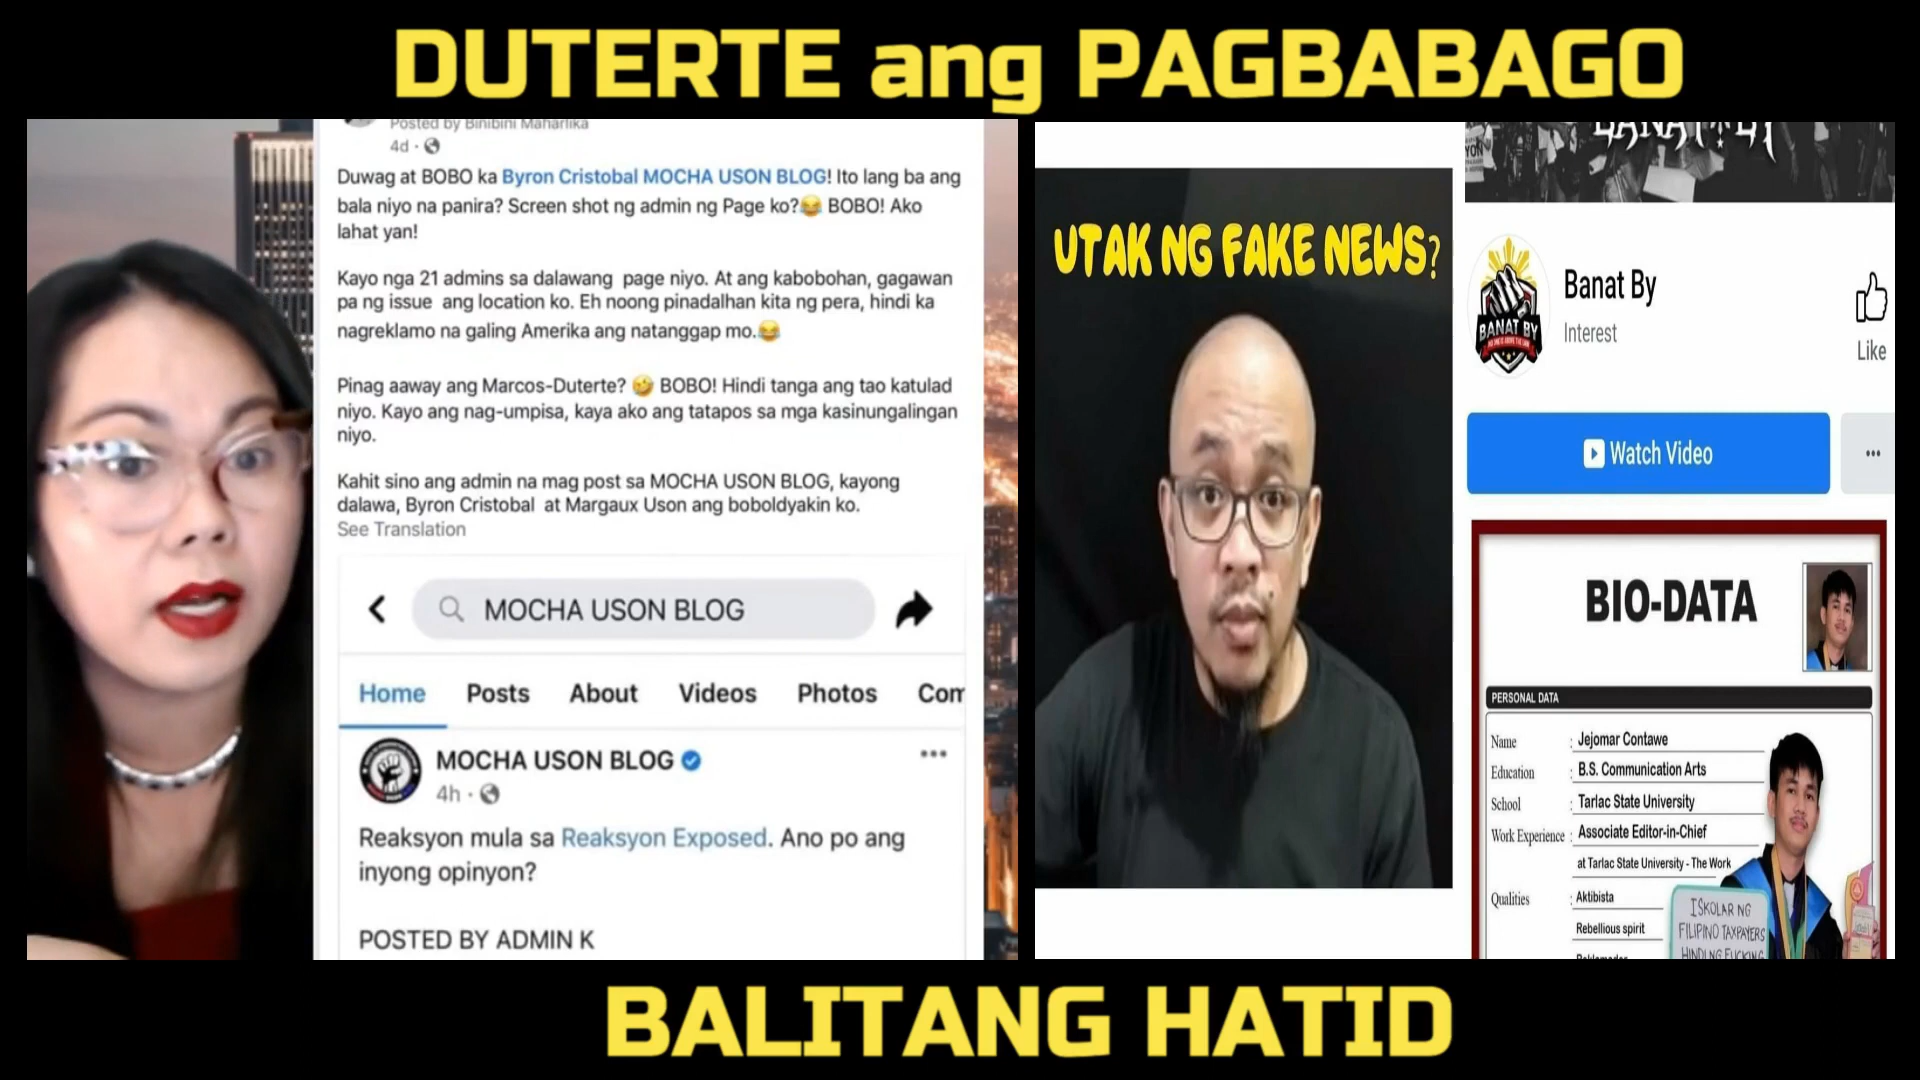 DUTERTE ang PAGBABAGO
Posted by Binibini Maharlika
4d
Duwag at BOBO ka Byron Cristobal MOCHA USON BLOG! Ito lang ba ang
bala niyo na panira? Screen shot ng admin ng Page ko?😂 BOBO! Ako
lahat yan!
Kayo nga 21 admins sa dalawang page niyo. At ang kabobohan, gagawan
pa ng issue ang location ko. Eh noong pinadalhan kita ng pera, hindi ka
nagreklamo na galing Amerika ang natanggap mo.😂
Pinag aaway ang Marcos-Duterte? 🤣 BOBO! Hindi tanga ang tao katulad
niyo. Kayo ang nag-umpisa, kaya ako ang tatapos sa mga kasinungalingan
niyo.
Kahit sino ang admin na mag post sa MOCHA USON BLOG, kayong
dalawa, Byron Cristobal at Margaux Uson ang boboldyakin ko.
See Translation
MOCHA USON BLOG
Home Posts About Videos Photos Com
MOCHA USON BLOG
4h
Reaksyon mula sa Reaksyon Exposed. Ano po ang
inyong opinyon?
POSTED BY ADMIN K
UTAK NG FAKE NEWS?
YON
BANAT BY
Banat By
Interest
Like
Watch Video
BIO-DATA
PERSONAL DATA
Name : Jejomar Contawe
Education : B.S. Communication Arts
School : Tarlac State University
Work Experience : Associate Editor-in-Chief
at Tarlac State University - The Work
Qualities : Aktibista
Rebellious spirit
ISKOLAR NG
FILIPINO TAXPAYERS
HINDI NG FUCKING
BALITANG HATID